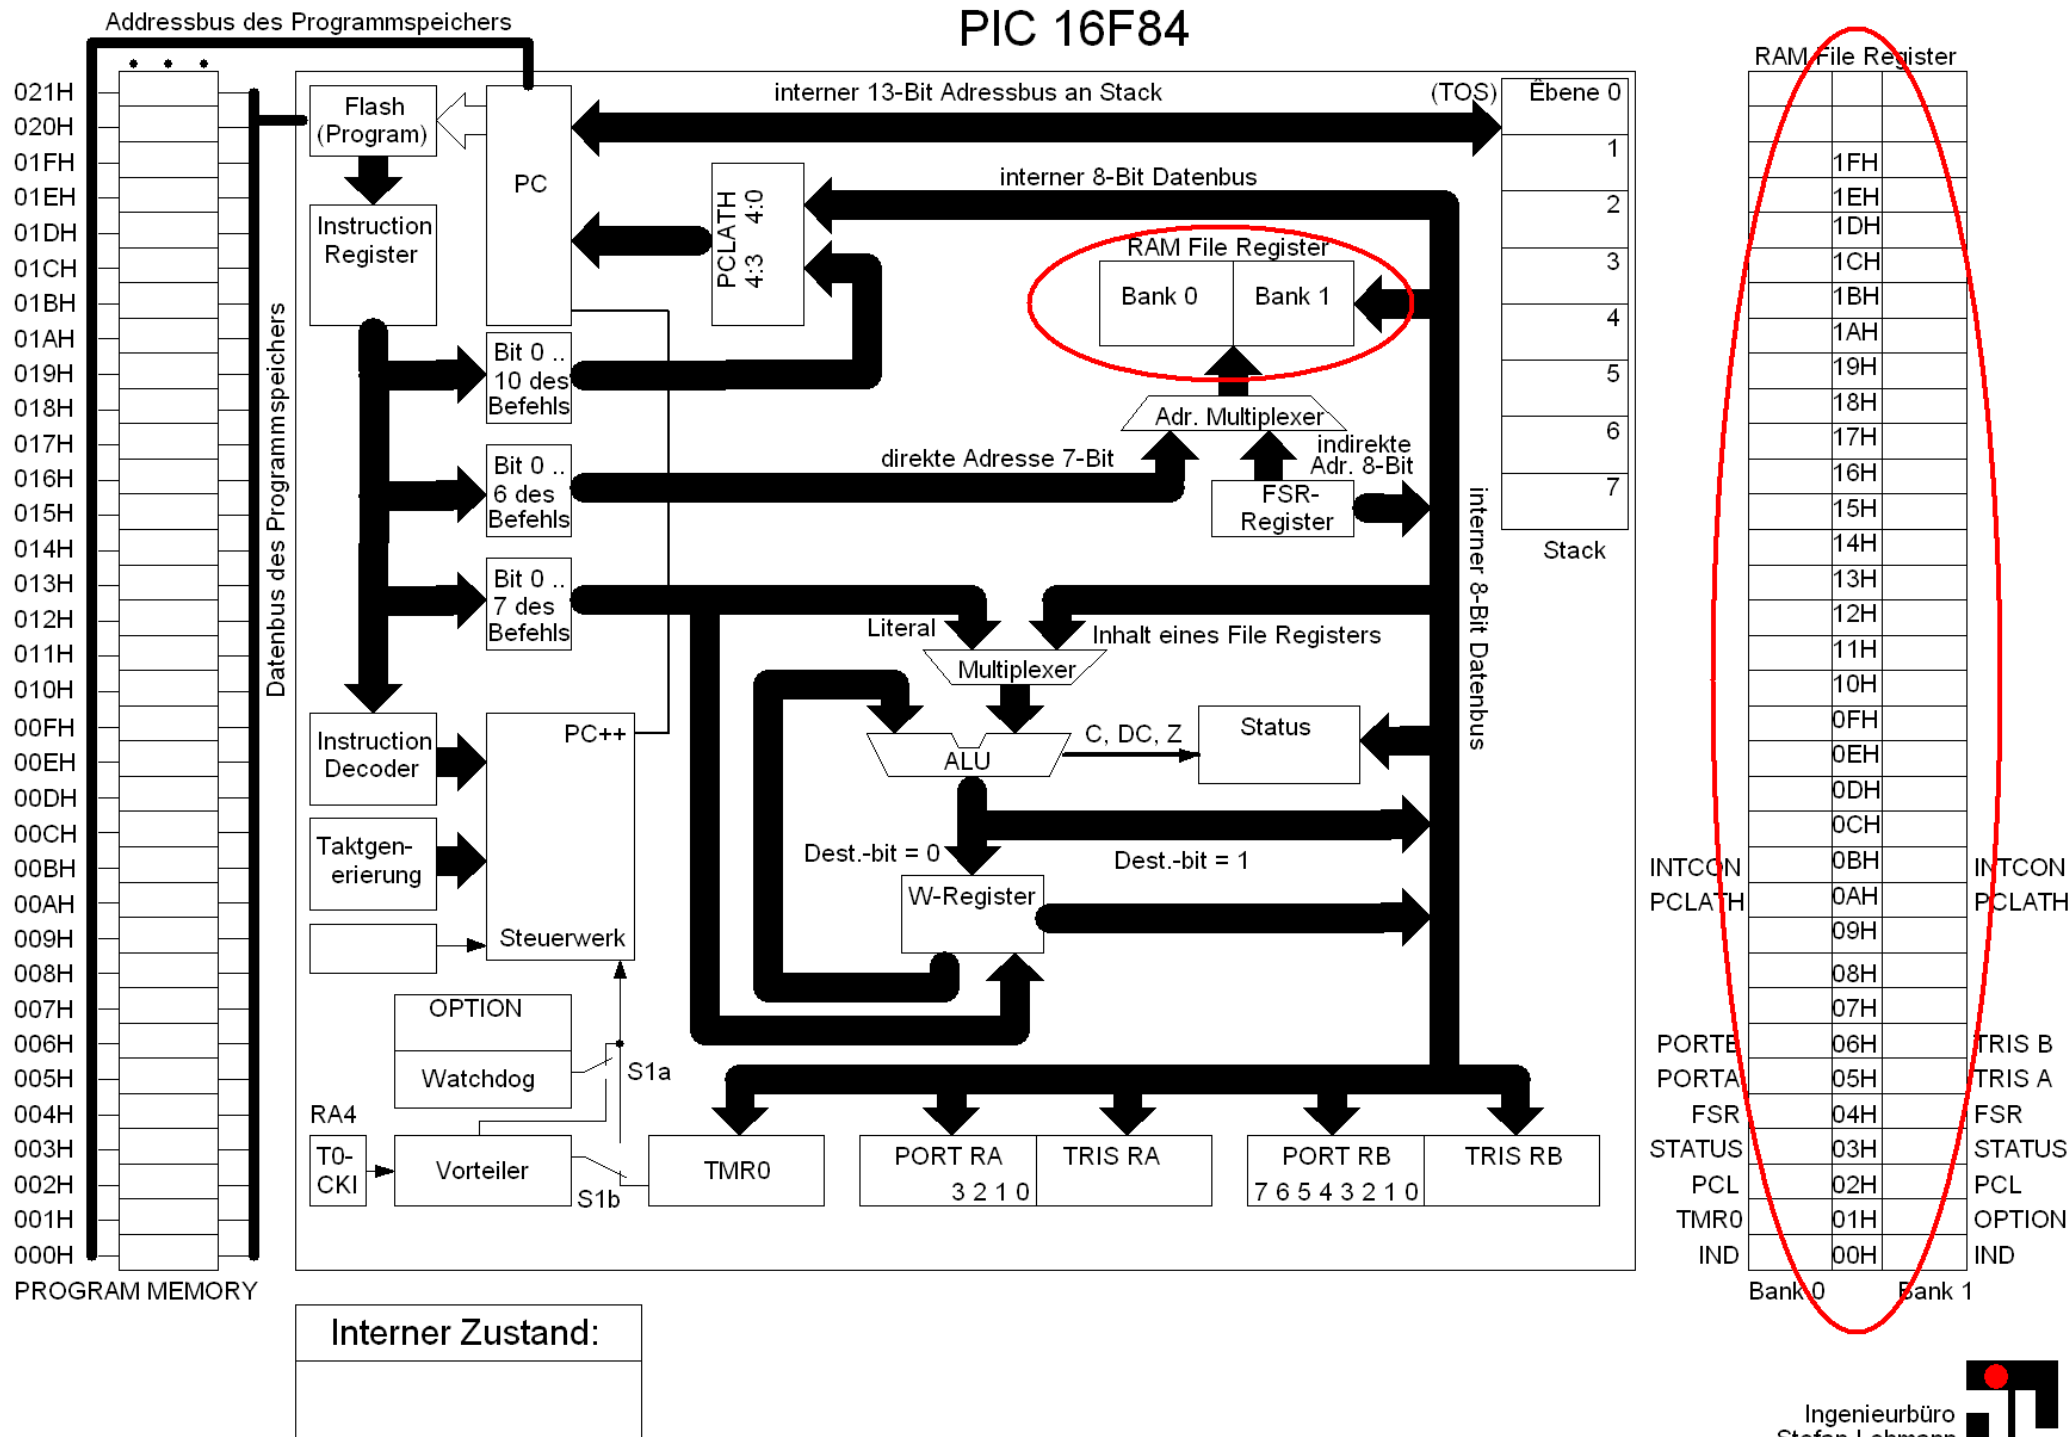 PIC 16F84
Addressbus des Programmspeichers
021H
020H
01FH
01EH
01DH
01CH
01BH
01AH
019H
018H
017H
016H
015H
014H
013H
012H
011H
010H
00FH
00EH
00DH
00CH
00BH
00AH
009H
008H
007H
006H
005H
004H
003H
002H
001H
000H
PROGRAM MEMORY
Datenbus des Programmspeichers
Flash
(Program)
Instruction
Register
PC
interner 13-Bit Adressbus an Stack
(TOS)
Êbene 0
1
2
3
4
5
6
7
Stack
PCLATH
4:3 4:0
interner 8-Bit Datenbus
RAM File Register
Bank 0
Bank 1
Bit 0 ..
10 des
Befehls
Adr. Multiplexer
Bit 0 ..
6 des
Befehls
direkte Adresse 7-Bit
indirekte
Adr. 8-Bit
FSR-
Register
interner 8-Bit Datenbus
Bit 0 ..
7 des
Befehls
Literal
Inhalt eines File Registers
Multiplexer
Instruction
Decoder
PC++
ALU
C, DC, Z
Status
Taktgen-
erierung
Dest.-bit = 0
Dest.-bit = 1
W-Register
Steuerwerk
OPTION
Watchdog
S1a
RA4
T0-
CKI
Vorteiler
S1b
TMR0
PORT RA
3 2 1 0
TRIS RA
PORT RB
7 6 5 4 3 2 1 0
TRIS RB
RAM File Register
1FH
1EH
1DH
1CH
1BH
1AH
19H
18H
17H
16H
15H
14H
13H
12H
11H
10H
0FH
0EH
0DH
0CH
INTCON 0BH INTCON
PCLATH 0AH PCLATH
09H
08H
07H
06H TRIS B
PORTA 05H TRIS A
FSR 04H FSR
STATUS 03H STATUS
PCL 02H PCL
TMR0 01H OPTION
IND 00H IND
Bank 0 Bank 1
Interner Zustand:
Ingenieurbüro
Stefan Lehmann